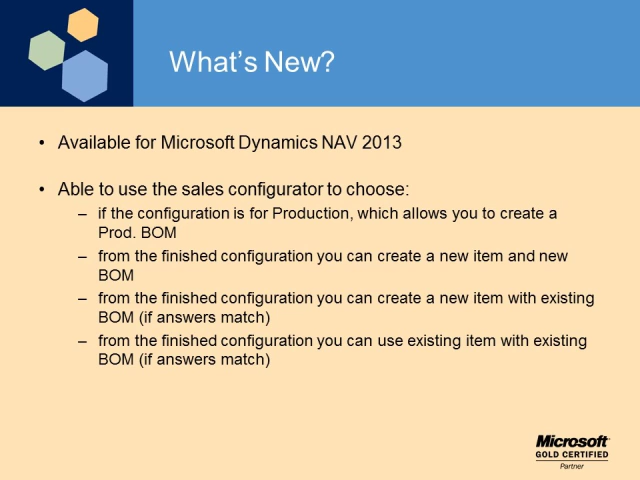 What’s New?
• Available for Microsoft Dynamics NAV 2013
• Able to use the sales configurator to choose:
– if the configuration is for Production, which allows you to create a
Prod. BOM
– from the finished configuration you can create a new item and new
BOM
– from the finished configuration you can create a new item with existing
BOM (if answers match)
– from the finished configuration you can use existing item with existing
BOM (if answers match)
Microsoft
GOLD CERTIFIED
Partner